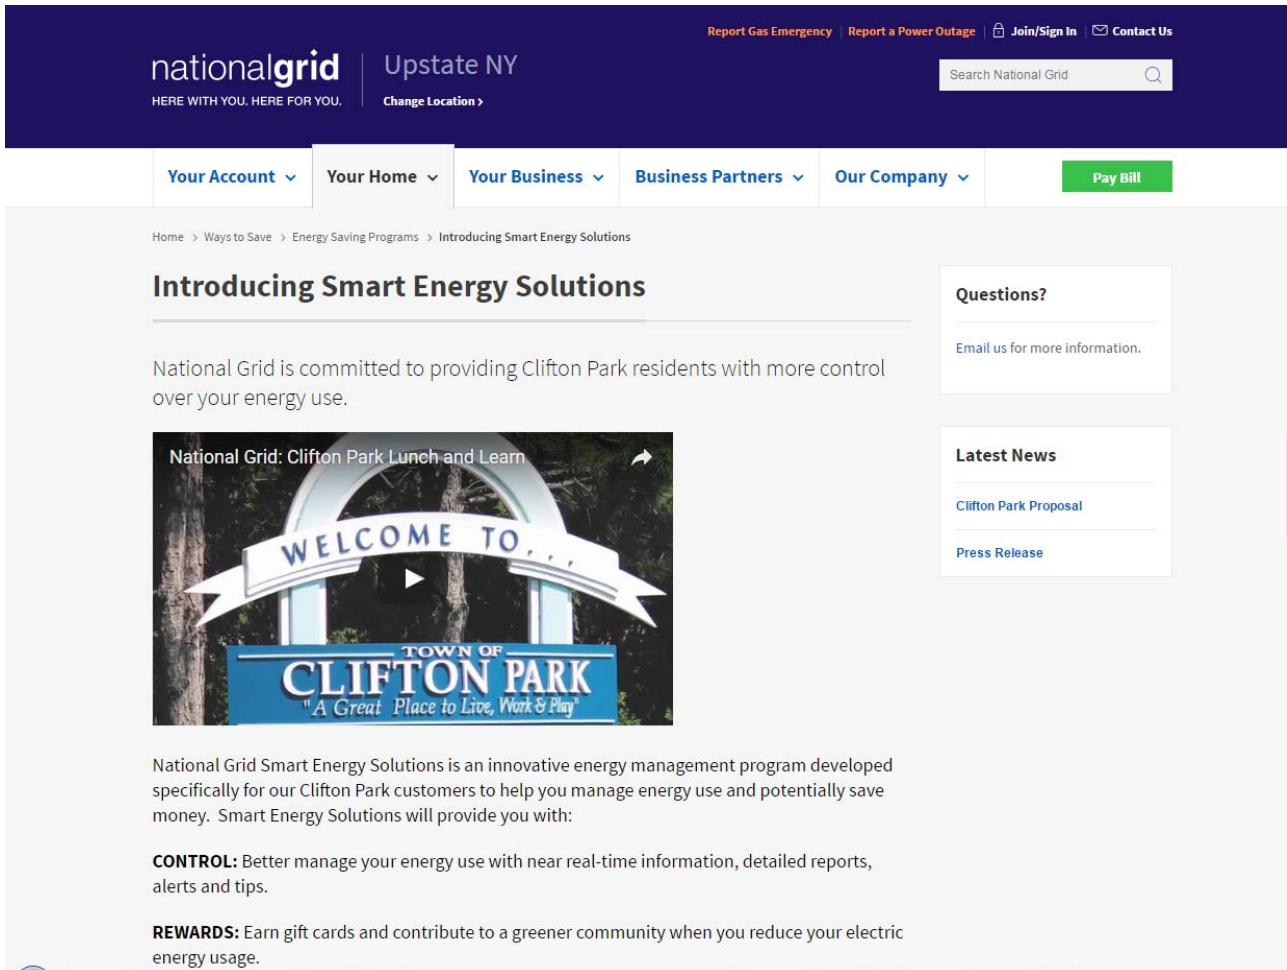 Report Gas Emergency | Report a Power Outage | Join/Sign In | Contact Us
nationalgrid
HERE WITH YOU. HERE FOR YOU.
Upstate NY
Change Location >
Search National Grid
Your Account
Your Home
Your Business
Business Partners
Our Company
Pay Bill
Home > Ways to Save > Energy Saving Programs > Introducing Smart Energy Solutions
Introducing Smart Energy Solutions
National Grid is committed to providing Clifton Park residents with more control
over your energy use.
National Grid: Clifton Park Lunch and Learn
WELCOME TO...
TOWN OF
CLIFTON PARK
"A Great Place to Live, Work & Play"
National Grid Smart Energy Solutions is an innovative energy management program developed
specifically for our Clifton Park customers to help you manage energy use and potentially save
money. Smart Energy Solutions will provide you with:
CONTROL: Better manage your energy use with near real-time information, detailed reports,
alerts and tips.
REWARDS: Earn gift cards and contribute to a greener community when you reduce your electric
energy usage.
Questions?
Email us for more information.
Latest News
Clifton Park Proposal
Press Release